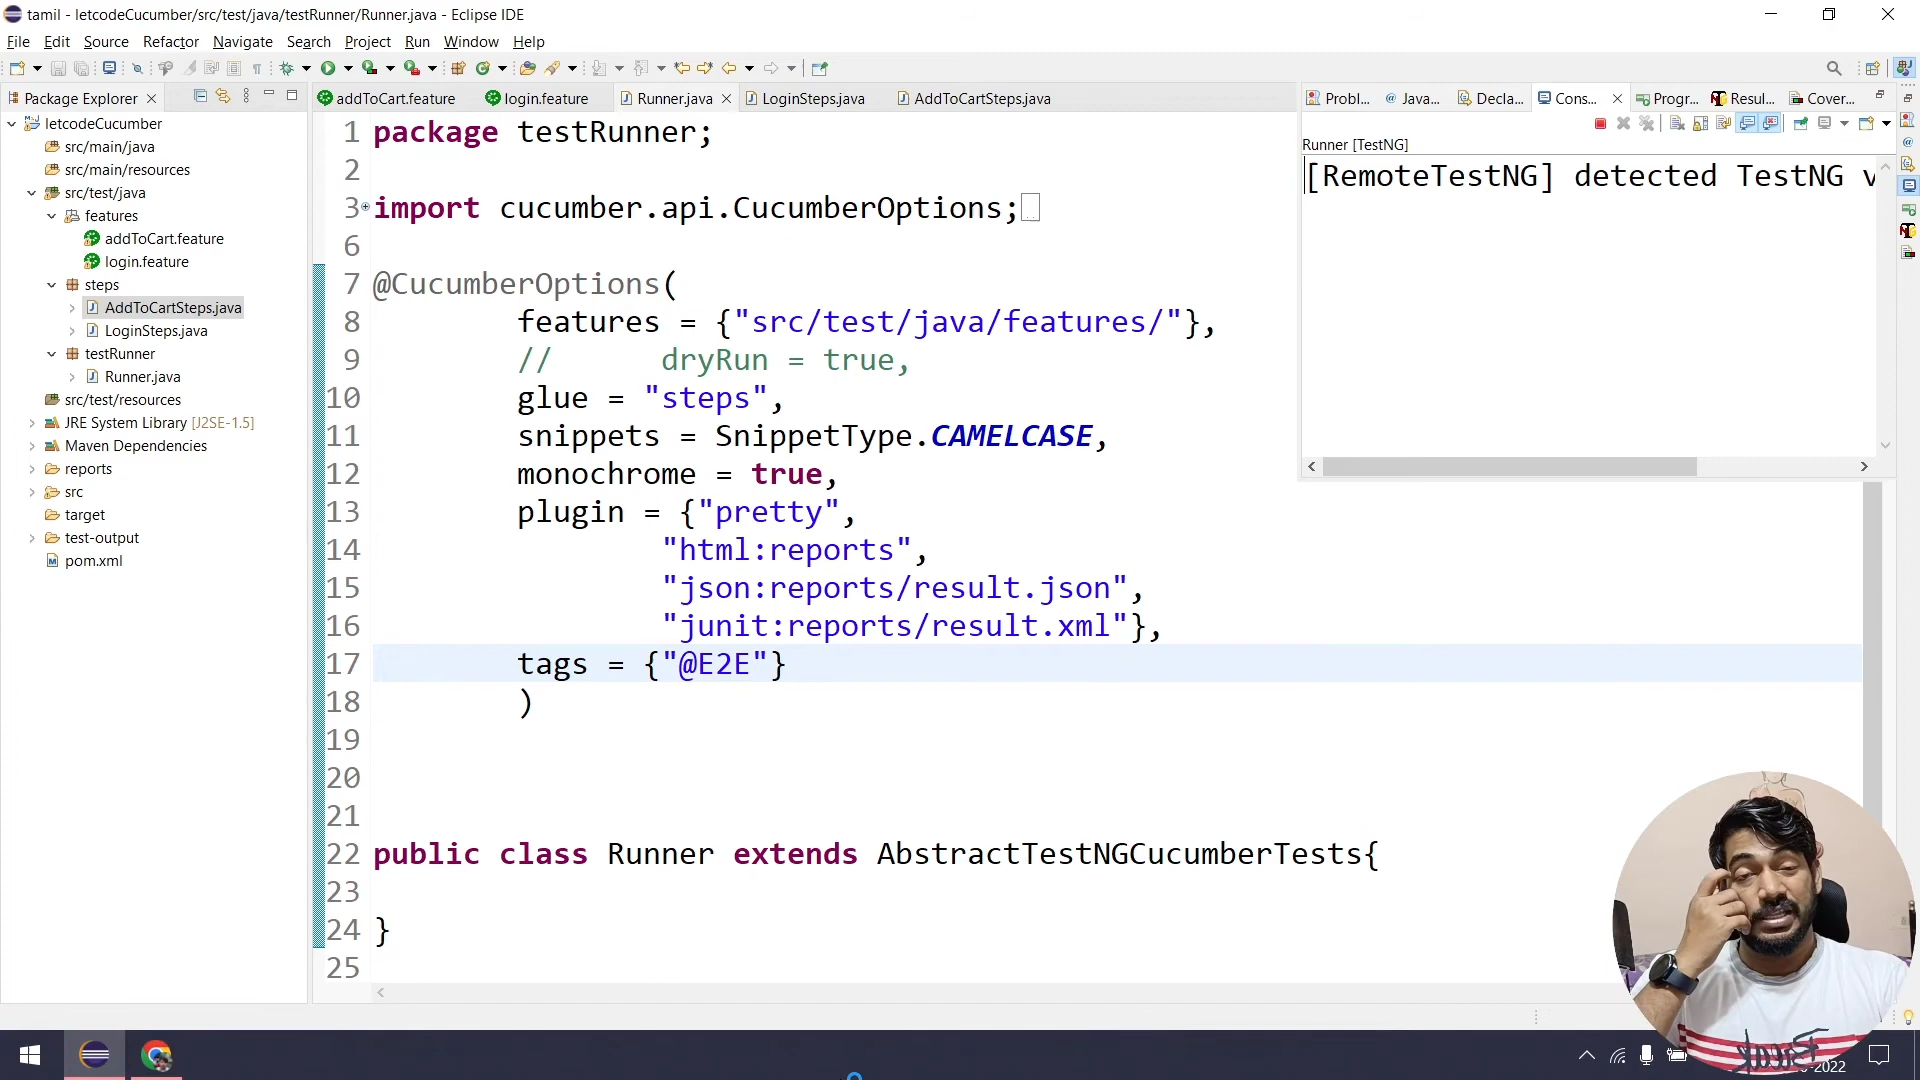 tamil - letcodeCucumber/src/test/java/testRunner/Runner.java - Eclipse IDE
File Edit Source Refactor Navigate Search Project Run Window Help
Package Explorer
letcodeCucumber
src/main/java
src/main/resources
src/test/java
features
addToCart.feature
login.feature
steps
AddToCartSteps.java
LoginSteps.java
testRunner
Runner.java
src/test/resources
JRE System Library [J2SE-1.5]
Maven Dependencies
reports
src
target
test-output
pom.xml
addToCart.feature login.feature Runner.java LoginSteps.java AddToCartSteps.java
1 package testRunner;
2
3 import cucumber.api.CucumberOptions;
6
7 @CucumberOptions(
8 features = {"src/test/java/features/"},
9 // dryRun = true,
10 glue = "steps",
11 snippets = SnippetType.CAMELCASE,
12 monochrome = true,
13 plugin = {"pretty",
14 "html:reports",
15 "json:reports/result.json",
16 "junit:reports/result.xml"},
17 tags = {"@E2E"}
18 )
19
20
21
22 public class Runner extends AbstractTestNGCucumberTests{
23
24 }
25
Probl... Java... Decla... Cons... Progr... Resul... Cover...
Runner [TestNG]
[RemoteTestNG] detected TestNG v
-2022